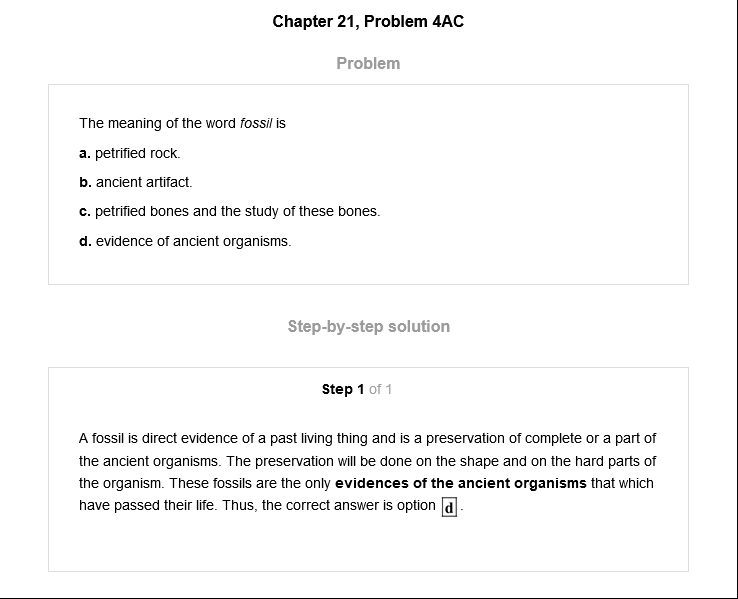 Chapter 21, Problem 4AC
Problem
The meaning of the word fossil is
a. petrified rock.
b. ancient artifact.
c. petrified bones and the study of these bones.
d. evidence of ancient organisms.
Step-by-step solution
Step 1 of 1
A fossil is direct evidence of a past living thing and is a preservation of complete or a part of
the ancient organisms. The preservation will be done on the shape and on the hard parts of
the organism. These fossils are the only evidences of the ancient organisms that which
have passed their life. Thus, the correct answer is option d.